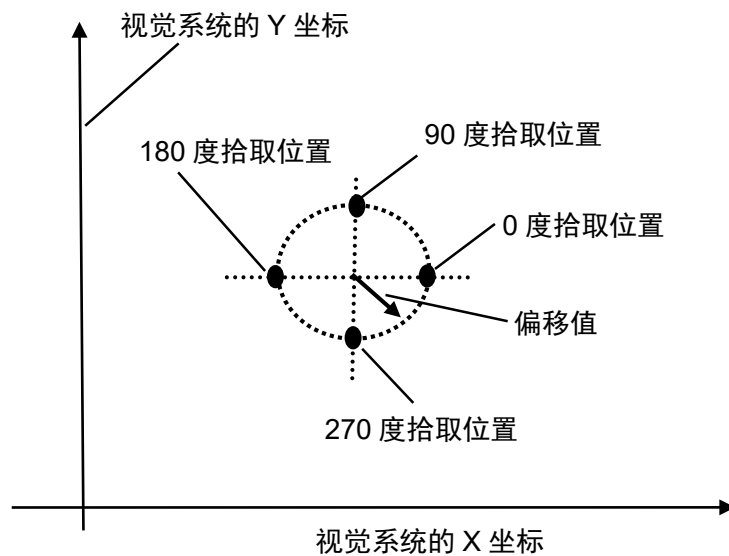 视觉系统的 Y 坐标
90 度拾取位置
180 度拾取位置
0 度拾取位置
偏移值
270 度拾取位置
视觉系统的 X 坐标